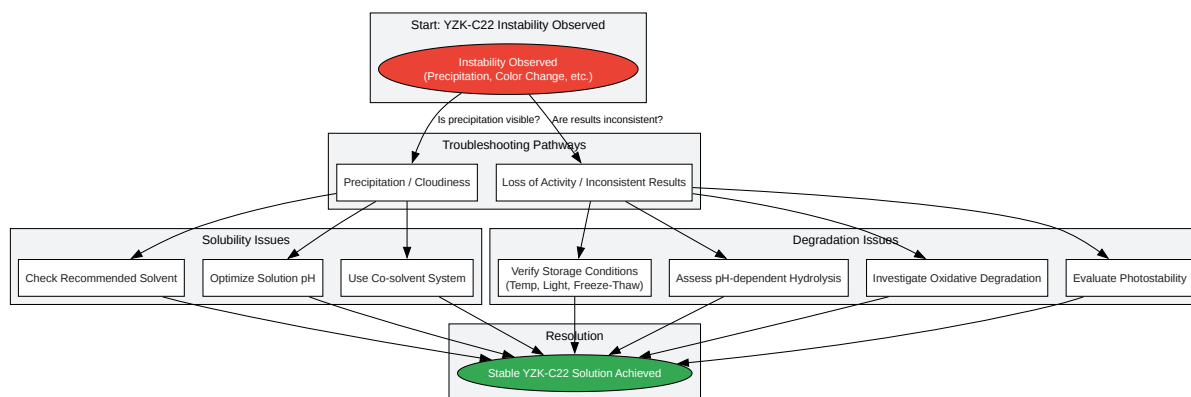 Start: YZK-C22 Instability Observed
Instability Observed
(Precipitation, Color Change, etc.)
Is precipitation visible?
Are results inconsistent?
Troubleshooting Pathways
Precipitation / Cloudiness
Loss of Activity / Inconsistent Results
Solubility Issues
Degradation Issues
Check Recommended Solvent
Optimize Solution pH
Use Co-solvent System
Verify Storage Conditions
(Temp, Light, Freeze-Thaw)
Assess pH-dependent Hydrolysis
Investigate Oxidative Degradation
Evaluate Photostability
Resolution
Stable YZK-C22 Solution Achieved